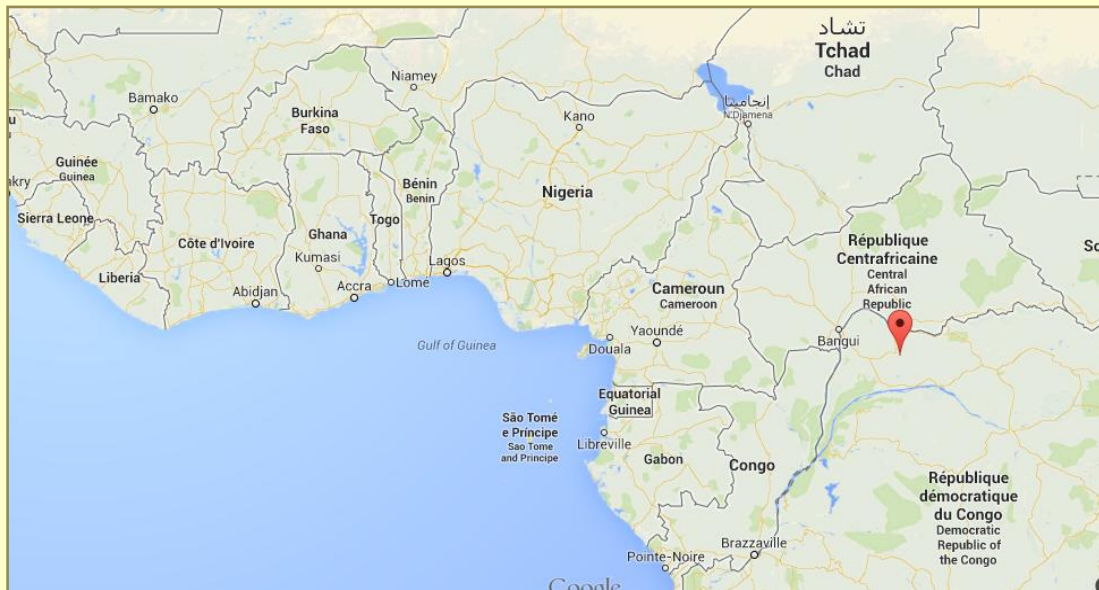 تشاد
Tchad
Chad
Niamey
إنجامينا
N'Djamena
Bamako
Burkina
Faso
Kano
Guinée
Guinea
Bénin
Benin
Nigeria
Sierra Leone
Côte d'Ivoire
Ghana
Togo
Kumasi
République
Centrafricaine
Central
African
Republic
Liberia
Lagos
Lomé
Accra
Abidjan
Cameroun
Cameroon
Yaoundé
Bangui
Gulf of Guinea
Douala
Equatorial
Guinea
São Tomé
e Príncipe
Sao Tome
and Principe
Libreville
Gabon
Congo
République
démocratique
du Congo
Democratic
Republic of
the Congo
Brazzaville
Pointe-Noire
Google